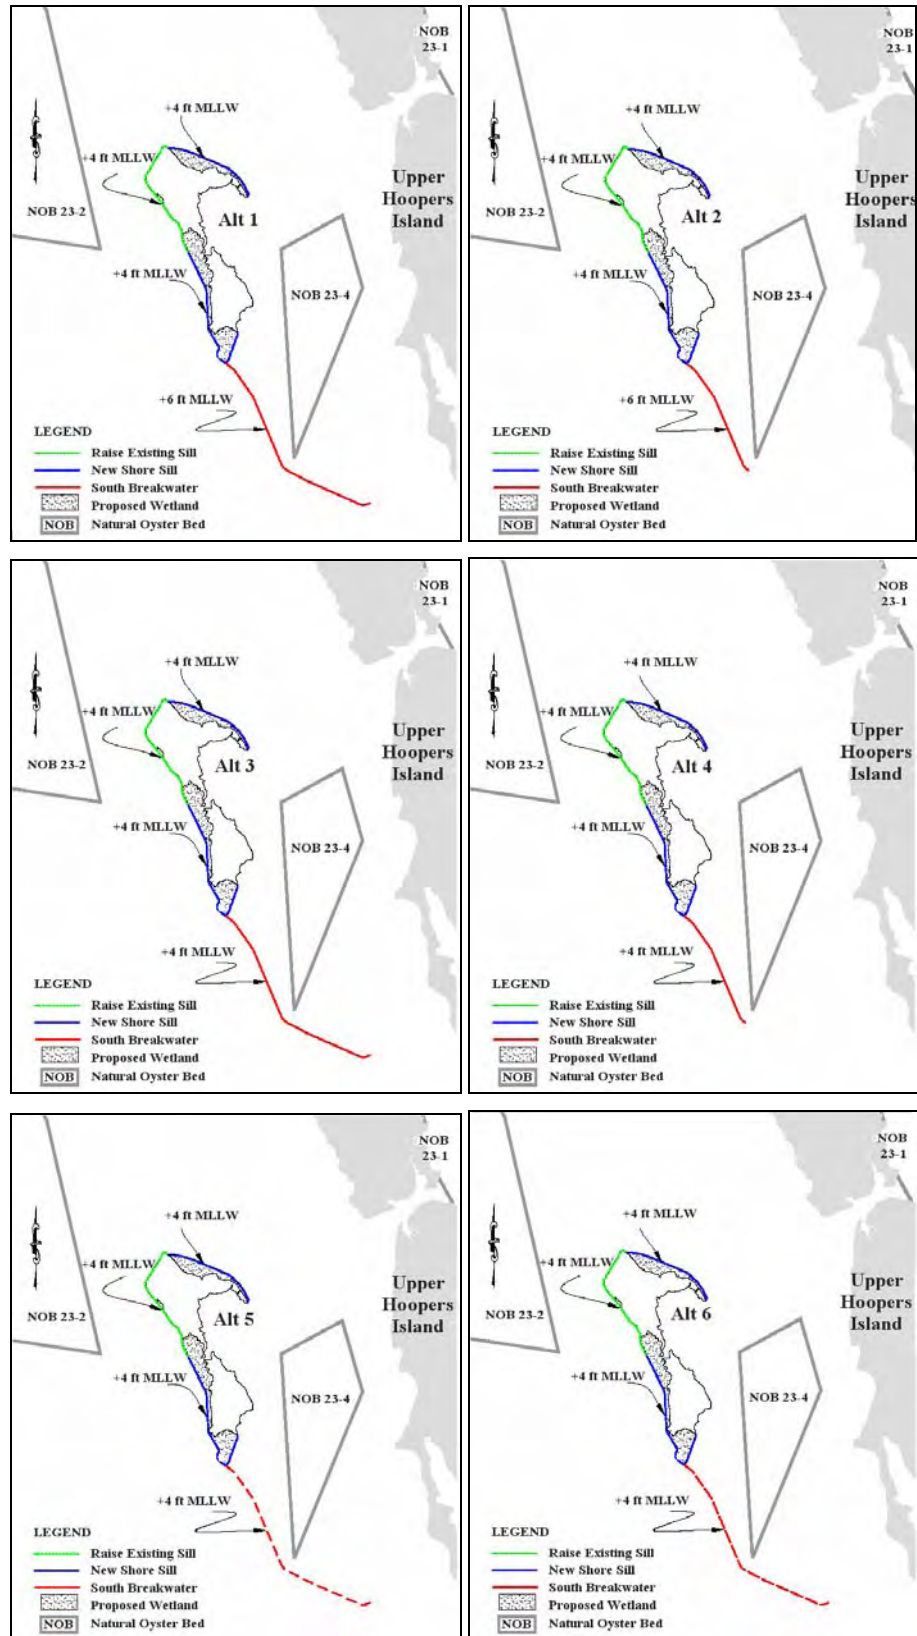 NOB
23-1
+4 ft MLLW
+4 ft MLLW
Upper
Hoopers
Island
NOB 23-2
Alt 1
+4 ft MLLW
NOB 23-4
+6 ft MLLW
LEGEND
Raise Existing Sill
New Shore Sill
South Breakwater
Proposed Wetland
NOB Natural Oyster Bed
NOB
23-1
+4 ft MLLW
+4 ft MLLW
Upper
Hoopers
Island
NOB 23-2
Alt 2
+4 ft MLLW
NOB 23-4
+6 ft MLLW
LEGEND
Raise Existing Sill
New Shore Sill
South Breakwater
Proposed Wetland
NOB Natural Oyster Bed
NOB
23-1
+4 ft MLLW
+4 ft MLLW
Upper
Hoopers
Island
NOB 23-2
Alt 3
+4 ft MLLW
NOB 23-4
+4 ft MLLW
LEGEND
Raise Existing Sill
New Shore Sill
South Breakwater
Proposed Wetland
NOB Natural Oyster Bed
NOB
23-1
+4 ft MLLW
+4 ft MLLW
Upper
Hoopers
Island
NOB 23-2
Alt 4
+4 ft MLLW
NOB 23-4
+4 ft MLLW
LEGEND
Raise Existing Sill
New Shore Sill
South Breakwater
Proposed Wetland
NOB Natural Oyster Bed
NOB
23-1
+4 ft MLLW
+4 ft MLLW
Upper
Hoopers
Island
NOB 23-2
Alt 5
+4 ft MLLW
NOB 23-4
+4 ft MLLW
LEGEND
Raise Existing Sill
New Shore Sill
South Breakwater
Proposed Wetland
NOB Natural Oyster Bed
NOB
23-1
+4 ft MLLW
+4 ft MLLW
Upper
Hoopers
Island
NOB 23-2
Alt 6
+4 ft MLLW
NOB 23-4
+4 ft MLLW
LEGEND
Raise Existing Sill
New Shore Sill
South Breakwater
Proposed Wetland
NOB Natural Oyster Bed